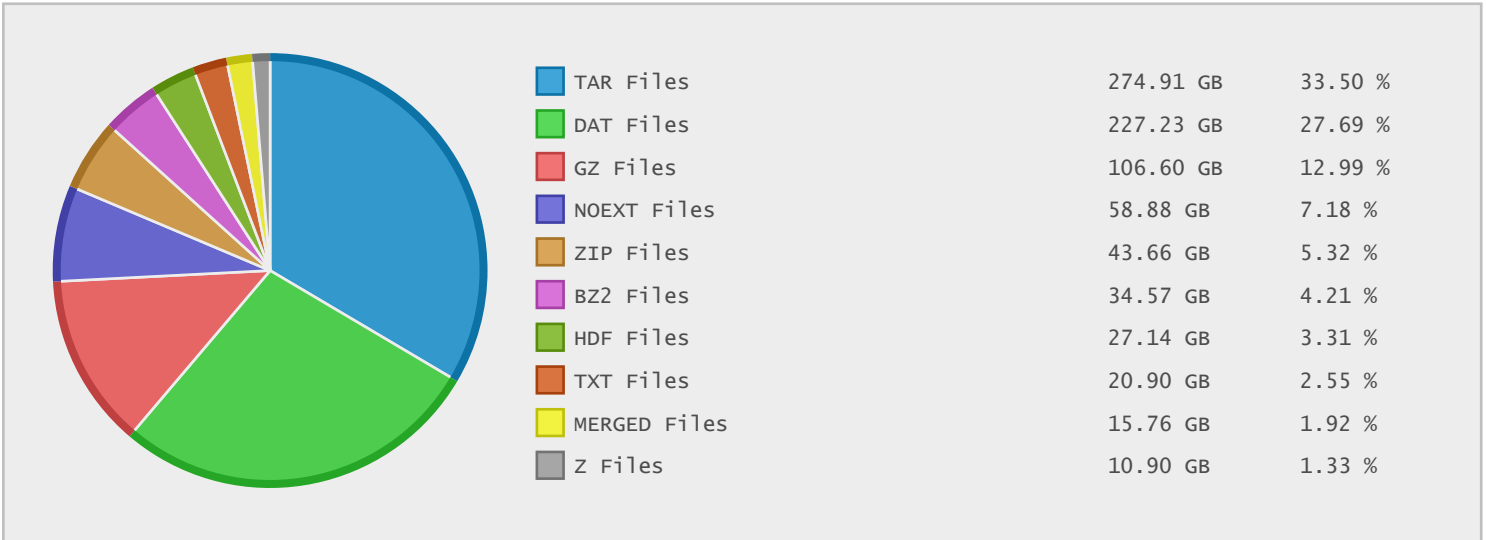 TAR Files 274.91 GB 33.50 %
DAT Files 227.23 GB 27.69 %
GZ Files 106.60 GB 12.99 %
NOEXT Files 58.88 GB 7.18 %
ZIP Files 43.66 GB 5.32 %
BZ2 Files 34.57 GB 4.21 %
HDF Files 27.14 GB 3.31 %
TXT Files 20.90 GB 2.55 %
MERGED Files 15.76 GB 1.92 %
Z Files 10.90 GB 1.33 %